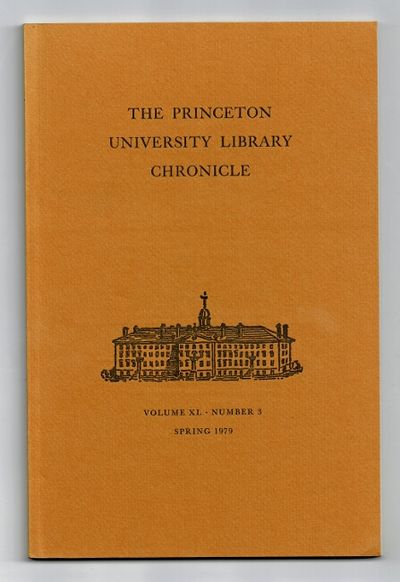 THE PRINCETON
UNIVERSITY LIBRARY
CHRONICLE
VOLUME XL · NUMBER 3
SPRING 1979